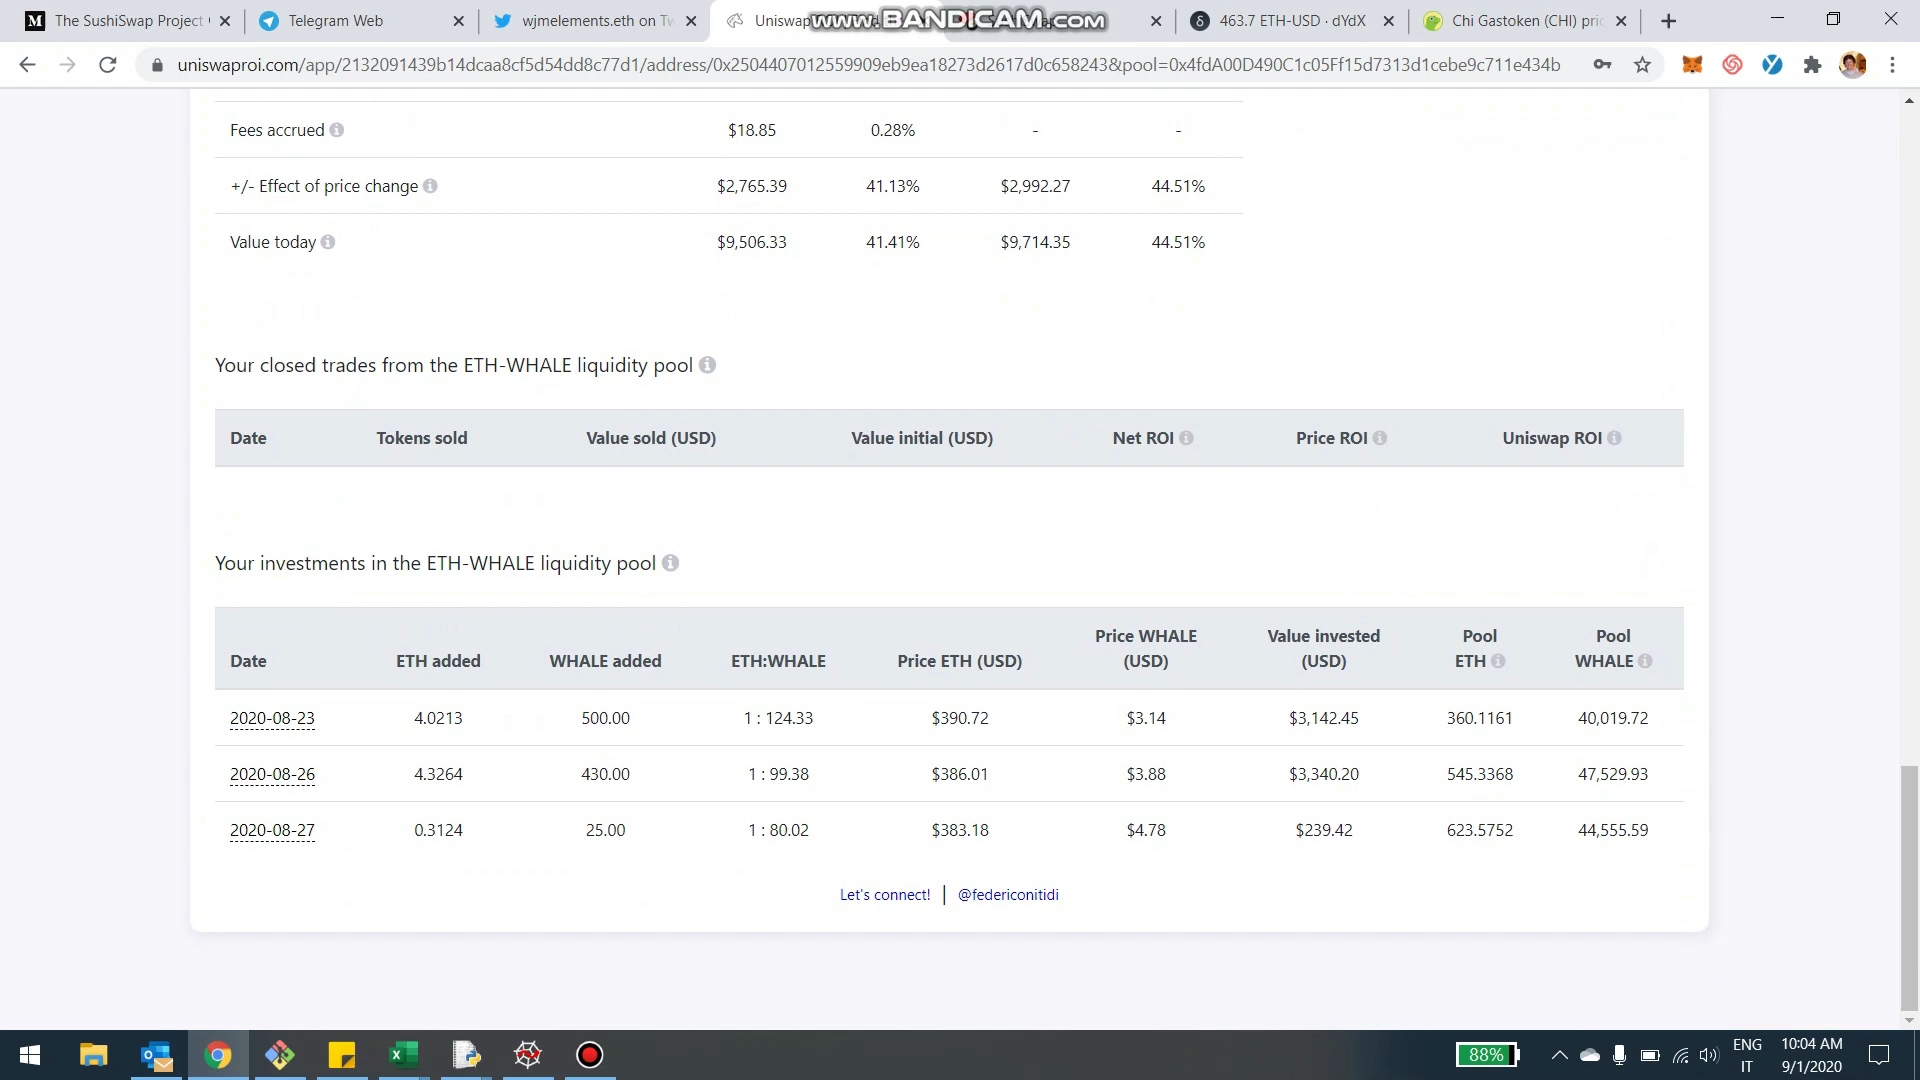 The SushiSwap Project
Telegram Web
wjmelements.eth on Tw
Uniswap
www.BANDICAM.com
463.7 ETH-USD · dYdX
Chi Gastoken (CHI) pric
uniswaproi.com/app/2132091439b14dcaa8cf5d54dd8c77d1/address/0x2504407012559909eb9ea18273d2617d0c658243&pool=0x4fdA00D490C1c05Ff15d7313d1cebe9c711e434b
Fees accrued $18.85 0.28% - -
+/- Effect of price change $2,765.39 41.13% $2,992.27 44.51%
Value today $9,506.33 41.41% $9,714.35 44.51%
Your closed trades from the ETH-WHALE liquidity pool
Date Tokens sold Value sold (USD) Value initial (USD) Net ROI Price ROI Uniswap ROI
Your investments in the ETH-WHALE liquidity pool
Date ETH added WHALE added ETH:WHALE Price ETH (USD) Price WHALE (USD) Value invested (USD) Pool ETH Pool WHALE
2020-08-23 4.0213 500.00 1 : 124.33 $390.72 $3.14 $3,142.45 360.1161 40,019.72
2020-08-26 4.3264 430.00 1 : 99.38 $386.01 $3.88 $3,340.20 545.3368 47,529.93
2020-08-27 0.3124 25.00 1 : 80.02 $383.18 $4.78 $239.42 623.5752 44,555.59
Let's connect! | @federiconitidi
88%
ENG
IT
10:04 AM
9/1/2020